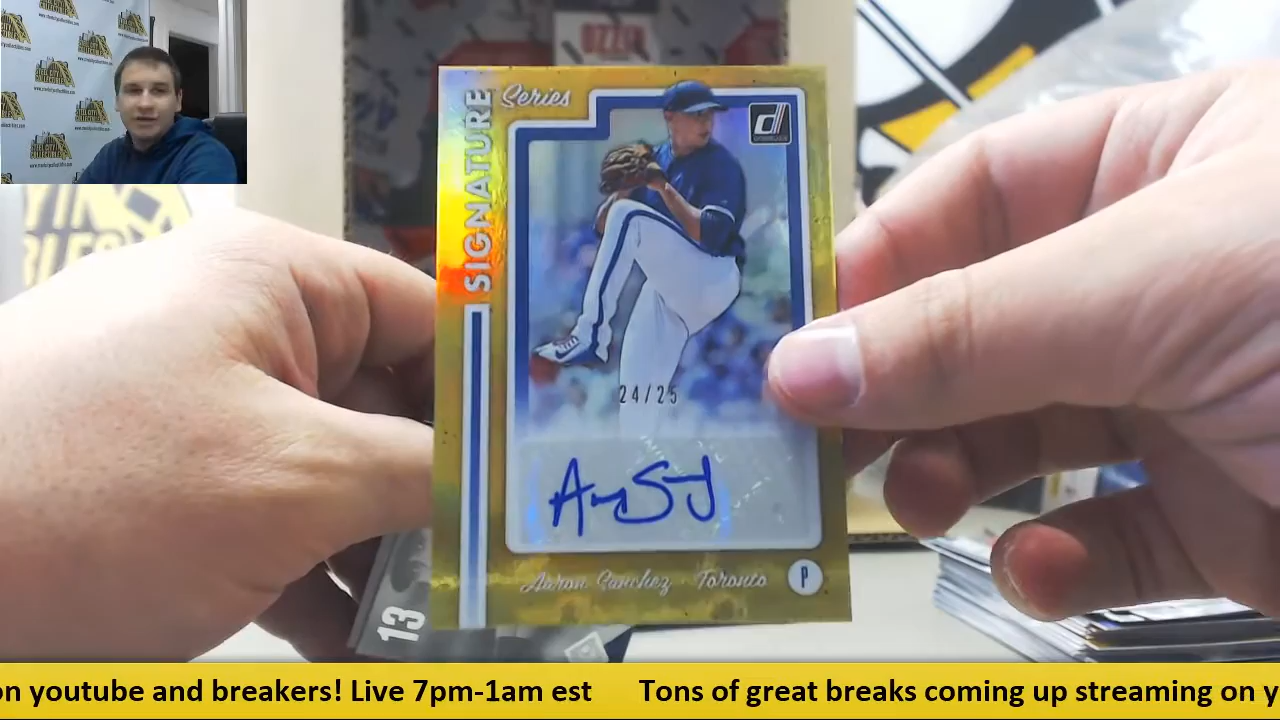 SIGNATURE
Series
DONRUSS
24/25
Aaron Sanchez - Toronto
P
13
on youtube and breakers! Live 7pm-1am est
Tons of great breaks coming up streaming on y